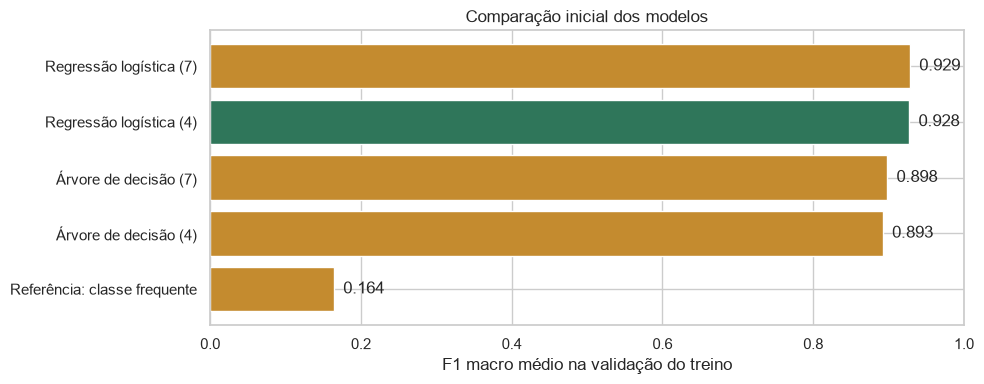 Comparação inicial dos modelos
Regressão logística (7)
0.929
Regressão logística (4)
0.928
Árvore de decisão (7)
0.898
Árvore de decisão (4)
0.893
Referência: classe frequente
0.164
0.0 0.2 0.4 0.6 0.8 1.0
F1 macro médio na validação do treino